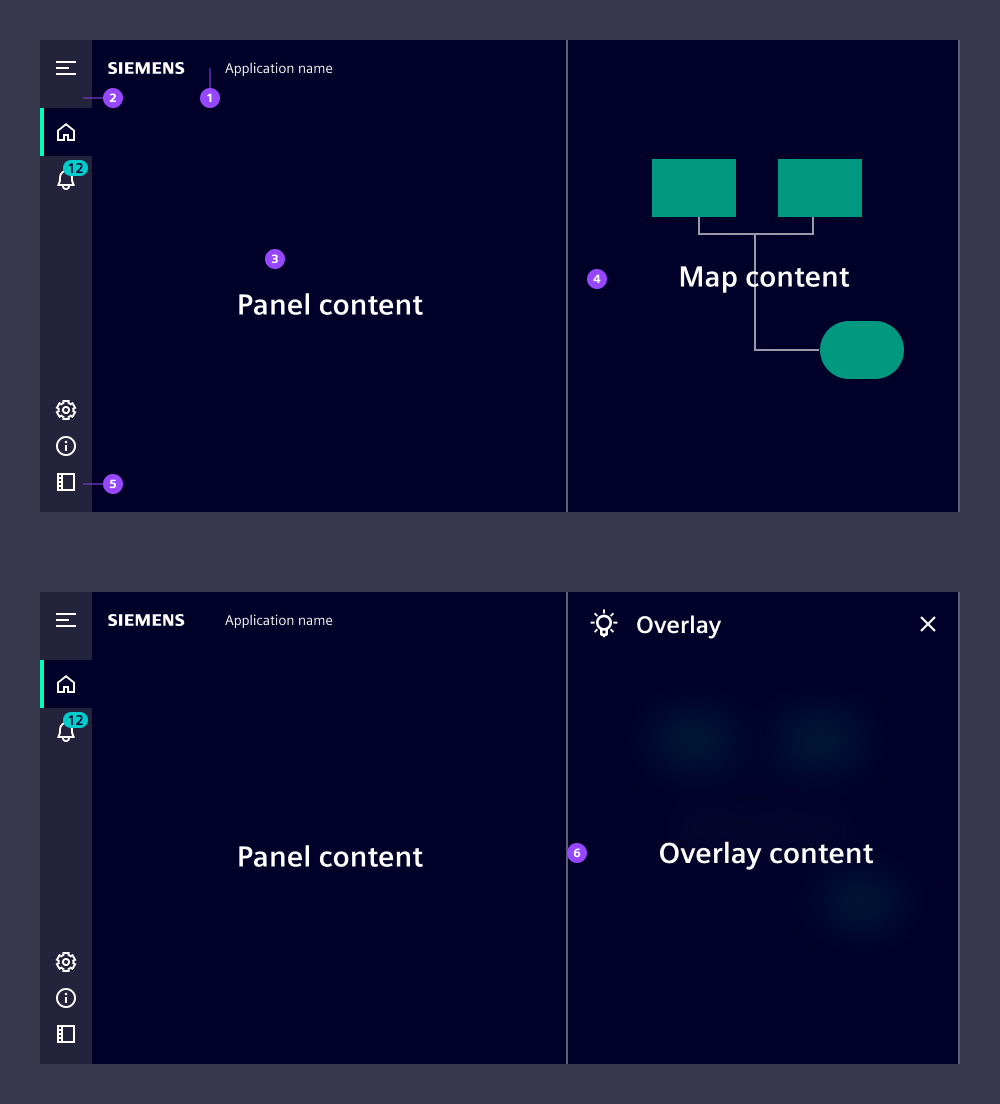 SIEMENS Application name
2
1
12
3
Panel content
4
Map content
5
SIEMENS Application name
Overlay
12
Panel content
6
Overlay content